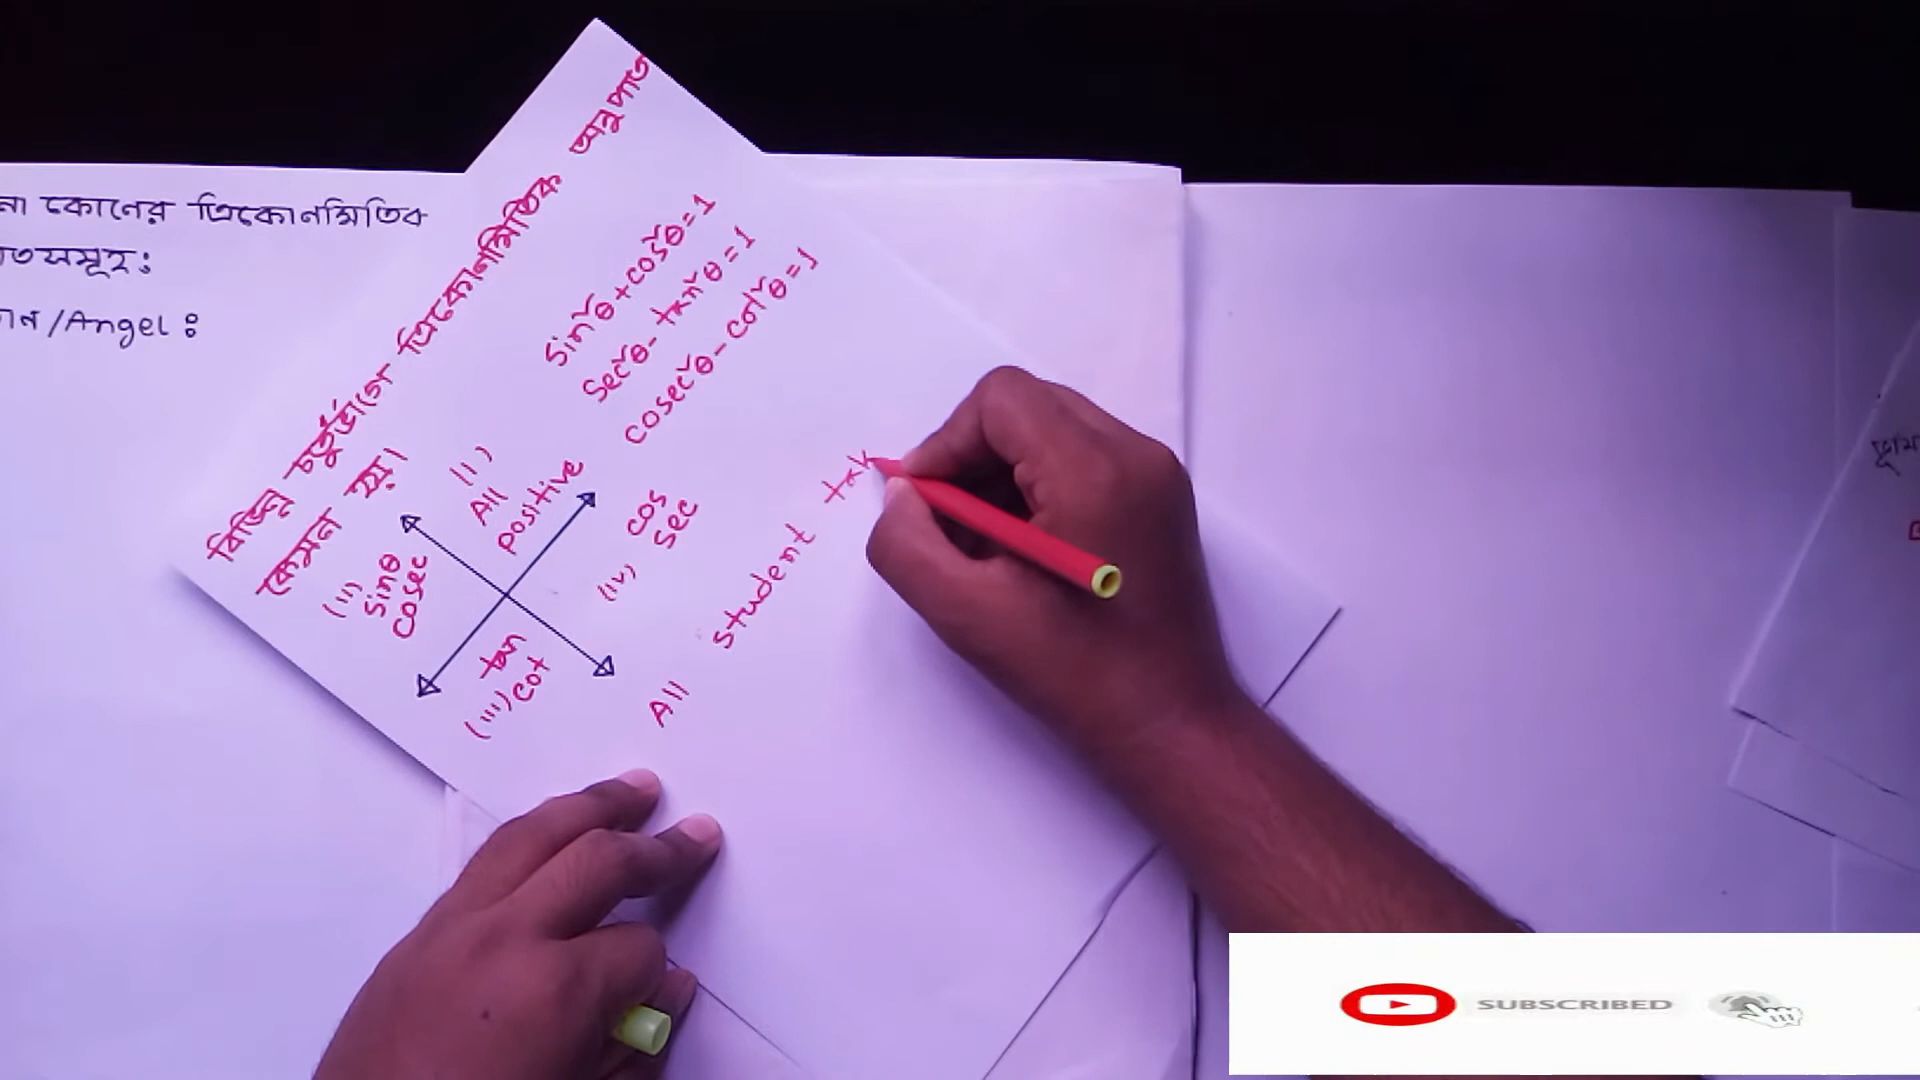 কোনের ত্রিকোনমিতিব
তসমূহ:
/Angel :
বিভিন্ন চতুর্ভাগে ত্রিকোনমিতিক অনুপাত
কেমন হয়।
(ii)
sinθ
cosec
(i)
All
positive
tan
(iii) cot
(iv) cos
sec
sin²θ + cos²θ = 1
sec²θ - tan²θ = 1
cosec²θ - cot²θ = 1
All student tak
SUBSCRIBED